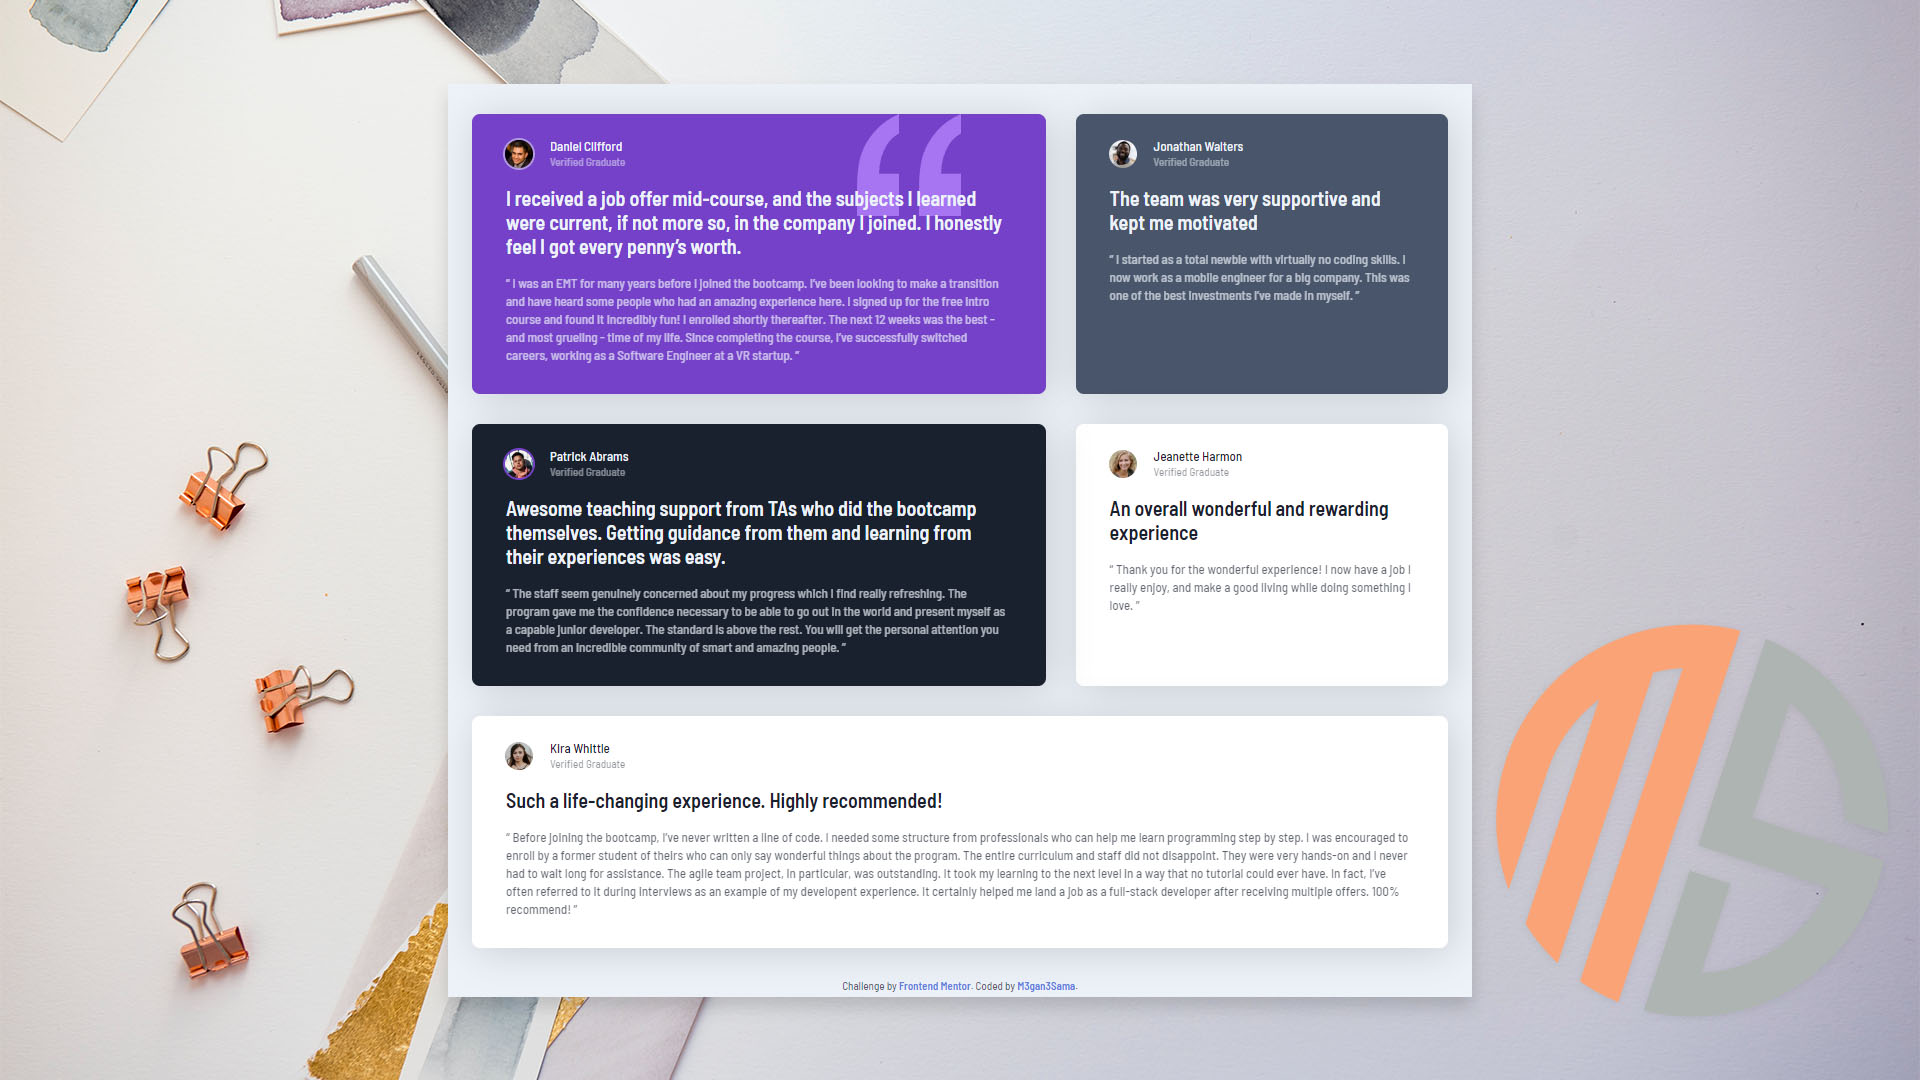 Daniel Clifford
Verified Graduate
I received a job offer mid-course, and the subjects I learned
were current, if not more so, in the company I joined. I honestly
feel I got every penny’s worth.
“ I was an EMT for many years before I joined the bootcamp. I’ve been looking to make a transition
and have heard some people who had an amazing experience here. I signed up for the free intro
course and found it incredibly fun! I enrolled shortly thereafter. The next 12 weeks was the best –
and most grueling – time of my life. Since completing the course, I’ve successfully switched
careers, working as a Software Engineer at a VR startup. ”
Jonathan Walters
Verified Graduate
The team was very supportive and
kept me motivated
“ I started as a total newbie with virtually no coding skills. I
now work as a mobile engineer for a big company. This was
one of the best investments I’ve made in myself. ”
Patrick Abrams
Verified Graduate
Awesome teaching support from TAs who did the bootcamp
themselves. Getting guidance from them and learning from
their experiences was easy.
“ The staff seem genuinely concerned about my progress which I find really refreshing. The
program gave me the confidence necessary to be able to go out in the world and present myself as
a capable junior developer. The standard is above the rest. You will get the personal attention you
need from an incredible community of smart and amazing people. ”
Jeanette Harmon
Verified Graduate
An overall wonderful and rewarding
experience
“ Thank you for the wonderful experience! I now have a job I
really enjoy, and make a good living while doing something I
love. ”
Kira Whittle
Verified Graduate
Such a life-changing experience. Highly recommended!
“ Before joining the bootcamp, I’ve never written a line of code. I needed some structure from professionals who can help me learn programming step by step. I was encouraged to
enroll by a former student of theirs who can only say wonderful things about the program. The entire curriculum and staff did not disappoint. They were very hands-on and I never
had to wait long for assistance. The agile team project, in particular, was outstanding. It took my learning to the next level in a way that no tutorial could ever have. In fact, I’ve
often referred to it during interviews as an example of my developent experience. It certainly helped me land a job as a full-stack developer after receiving multiple offers. 100%
recommend! ”
Challenge by Frontend Mentor. Coded by M3gan3Sama.
MS